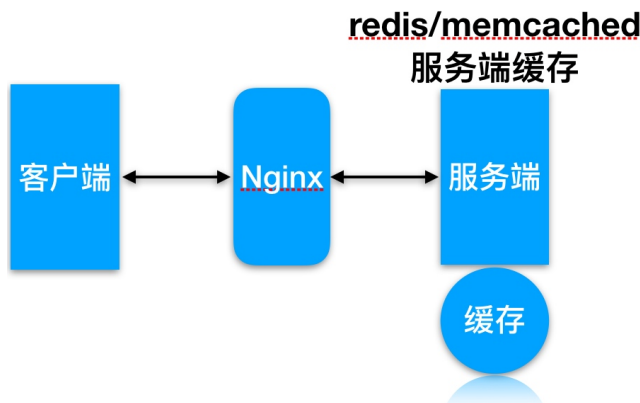 redis/memcached
服务端缓存
客户端
Nginx
服务端
缓存